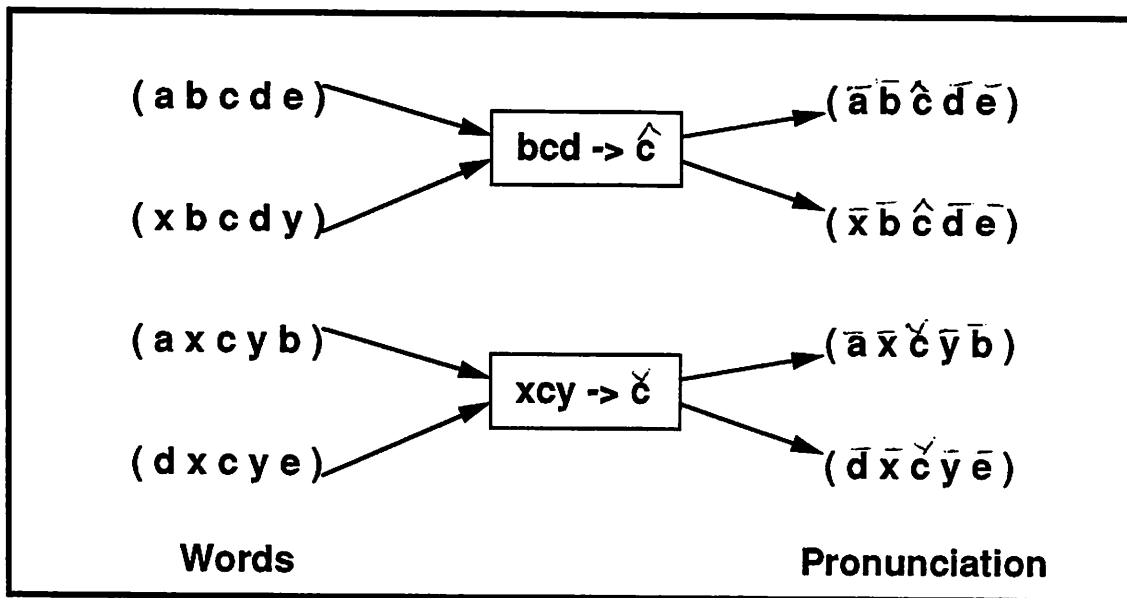 ( a b c d e )
bcd -> ĉ
( a̅ b̅ ĉ d̅ e̅ )
( x b c d y )
( x̅ b̅ ĉ d̅ e̅ )
( a x c y b )
xcy -> č
( a̅ x̅ č y̅ b̅ )
( d x c y e )
( d̅ x̅ č y̅ e̅ )
Words
Pronunciation